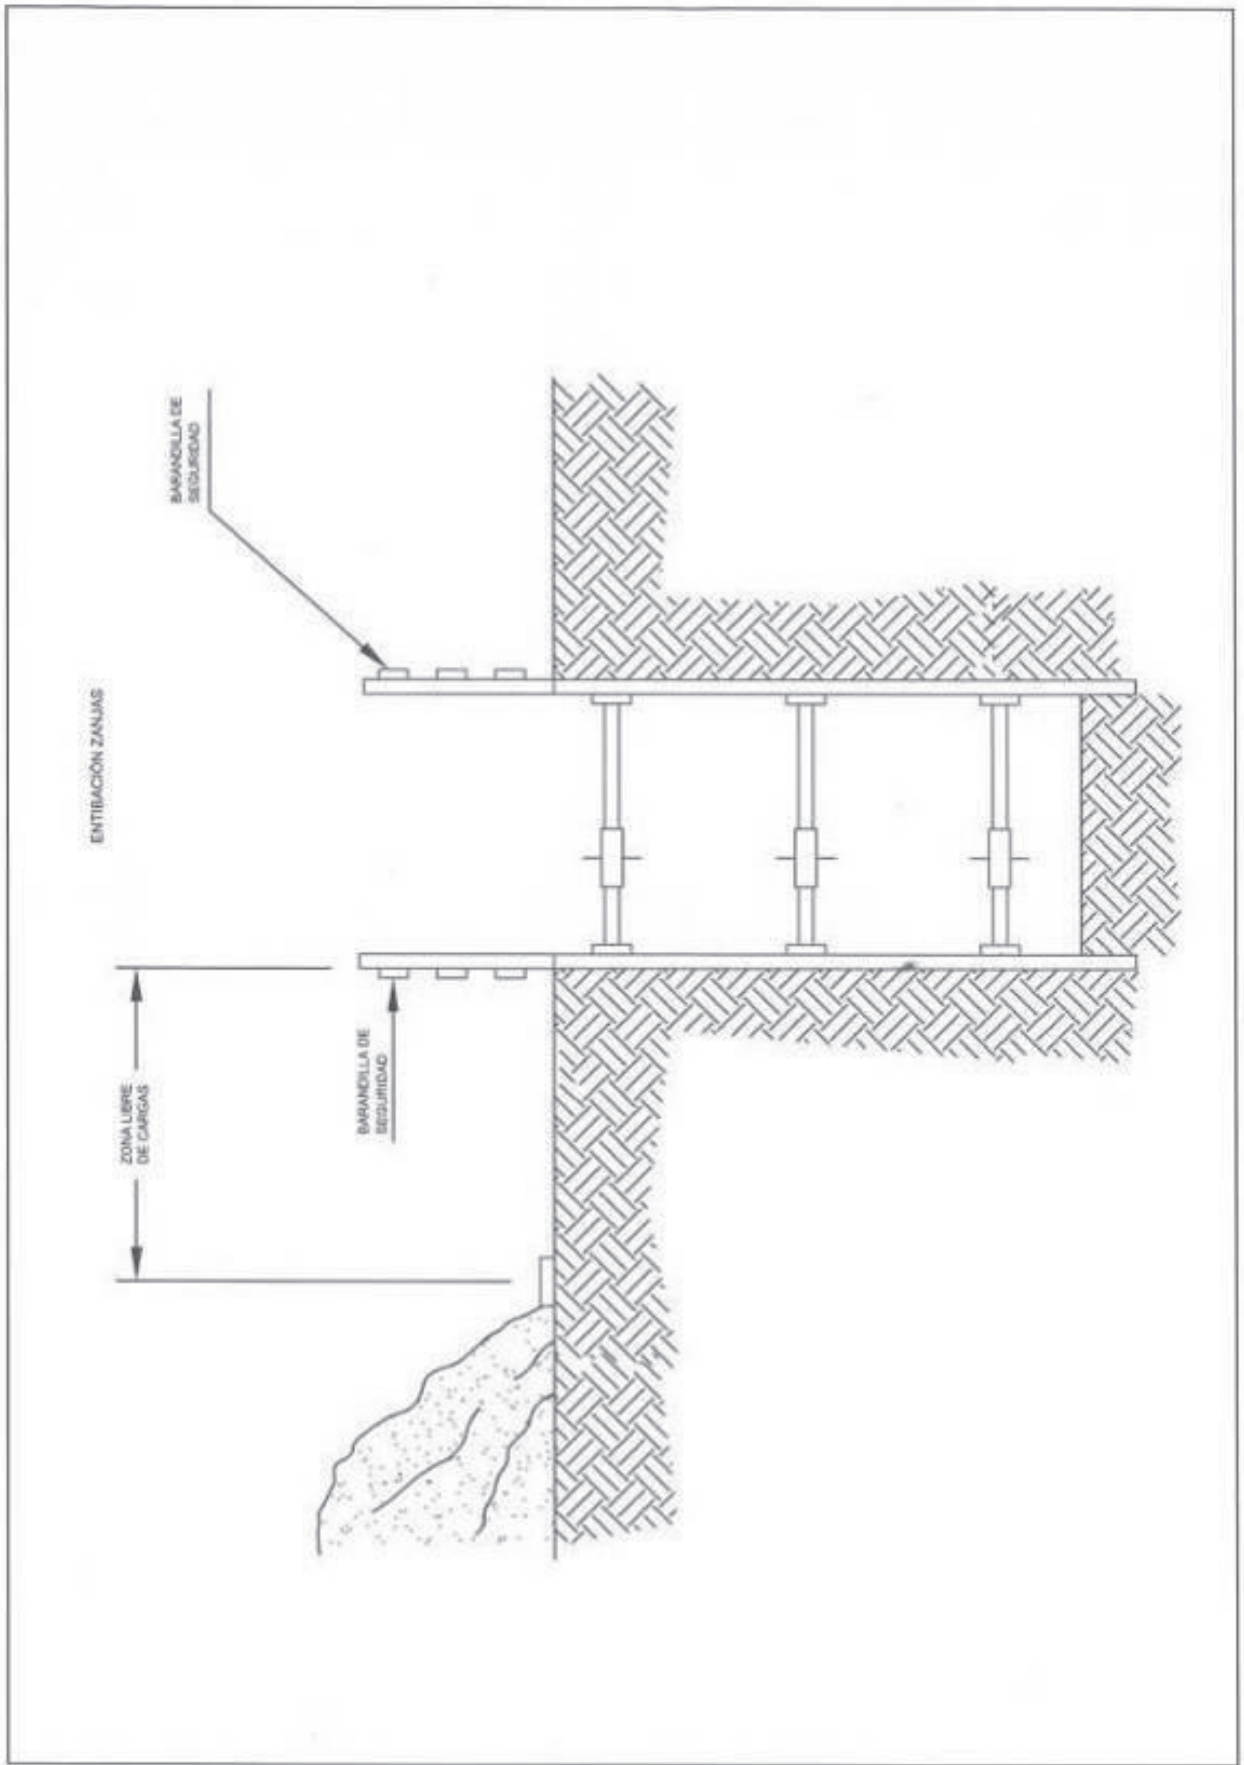 ENTIBACIÓN ZANJAS
ZONA LIBRE
DE CARGAS
BARANDILLA DE
SEGURIDAD
BARANDILLA DE
SEGURIDAD